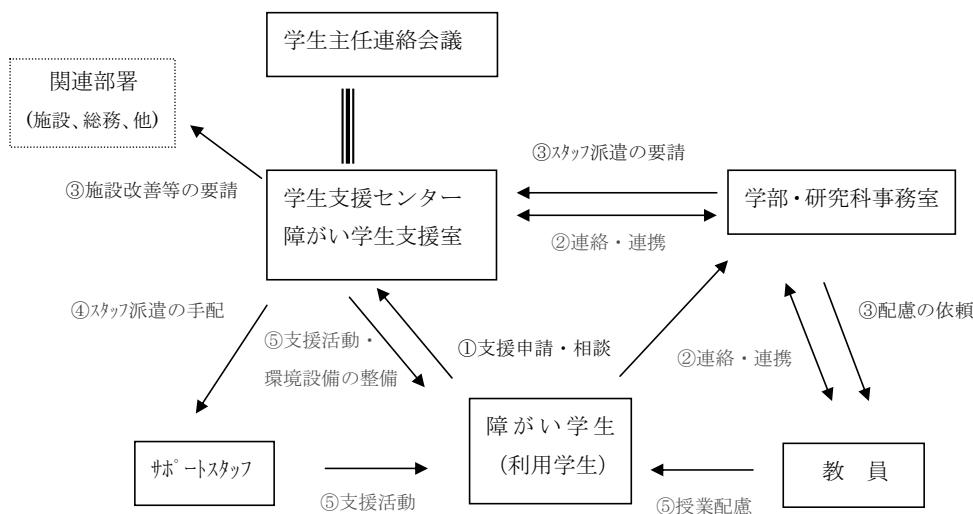 学生主任連絡会議
関連部署
(施設、総務、他)
③スタッフ派遣の要請
③施設改善等の要請
学生支援センター
障がい学生支援室
学部・研究科事務室
②連絡・連携
④スタッフ派遣の手配
③配慮の依頼
⑤支援活動・
環境設備の整備
①支援申請・相談
②連絡・連携
障がい学生
(利用学生)
サポートスタッフ
教　員
⑤支援活動
⑤授業配慮